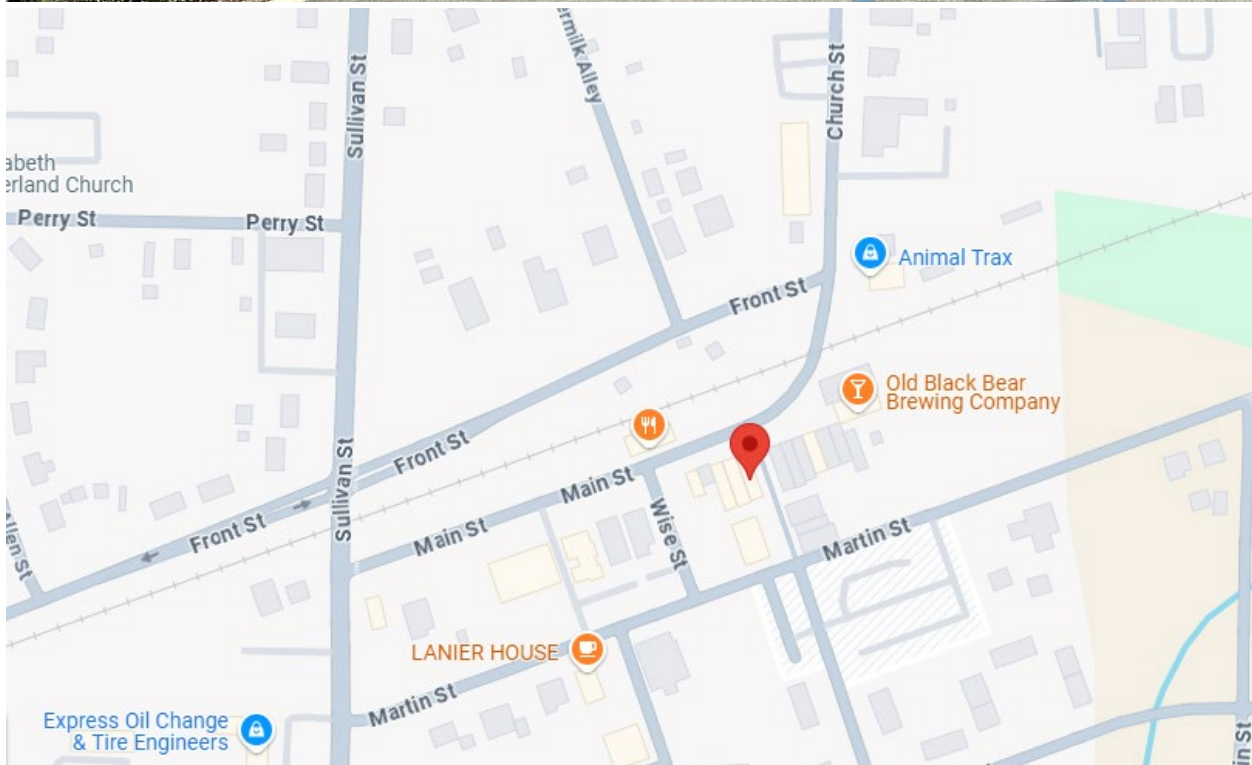 Sullivan St
ermilk Alley
Church St
abeth
erland Church
Perry St
Perry St
Animal Trax
Front St
Old Black Bear
Brewing Company
Sullivan St
Front St
Main St
Wise St
Front St
Main St
Martin St
Allen St
LANIER HOUSE
Martin St
Express Oil Change
& Tire Engineers
in St